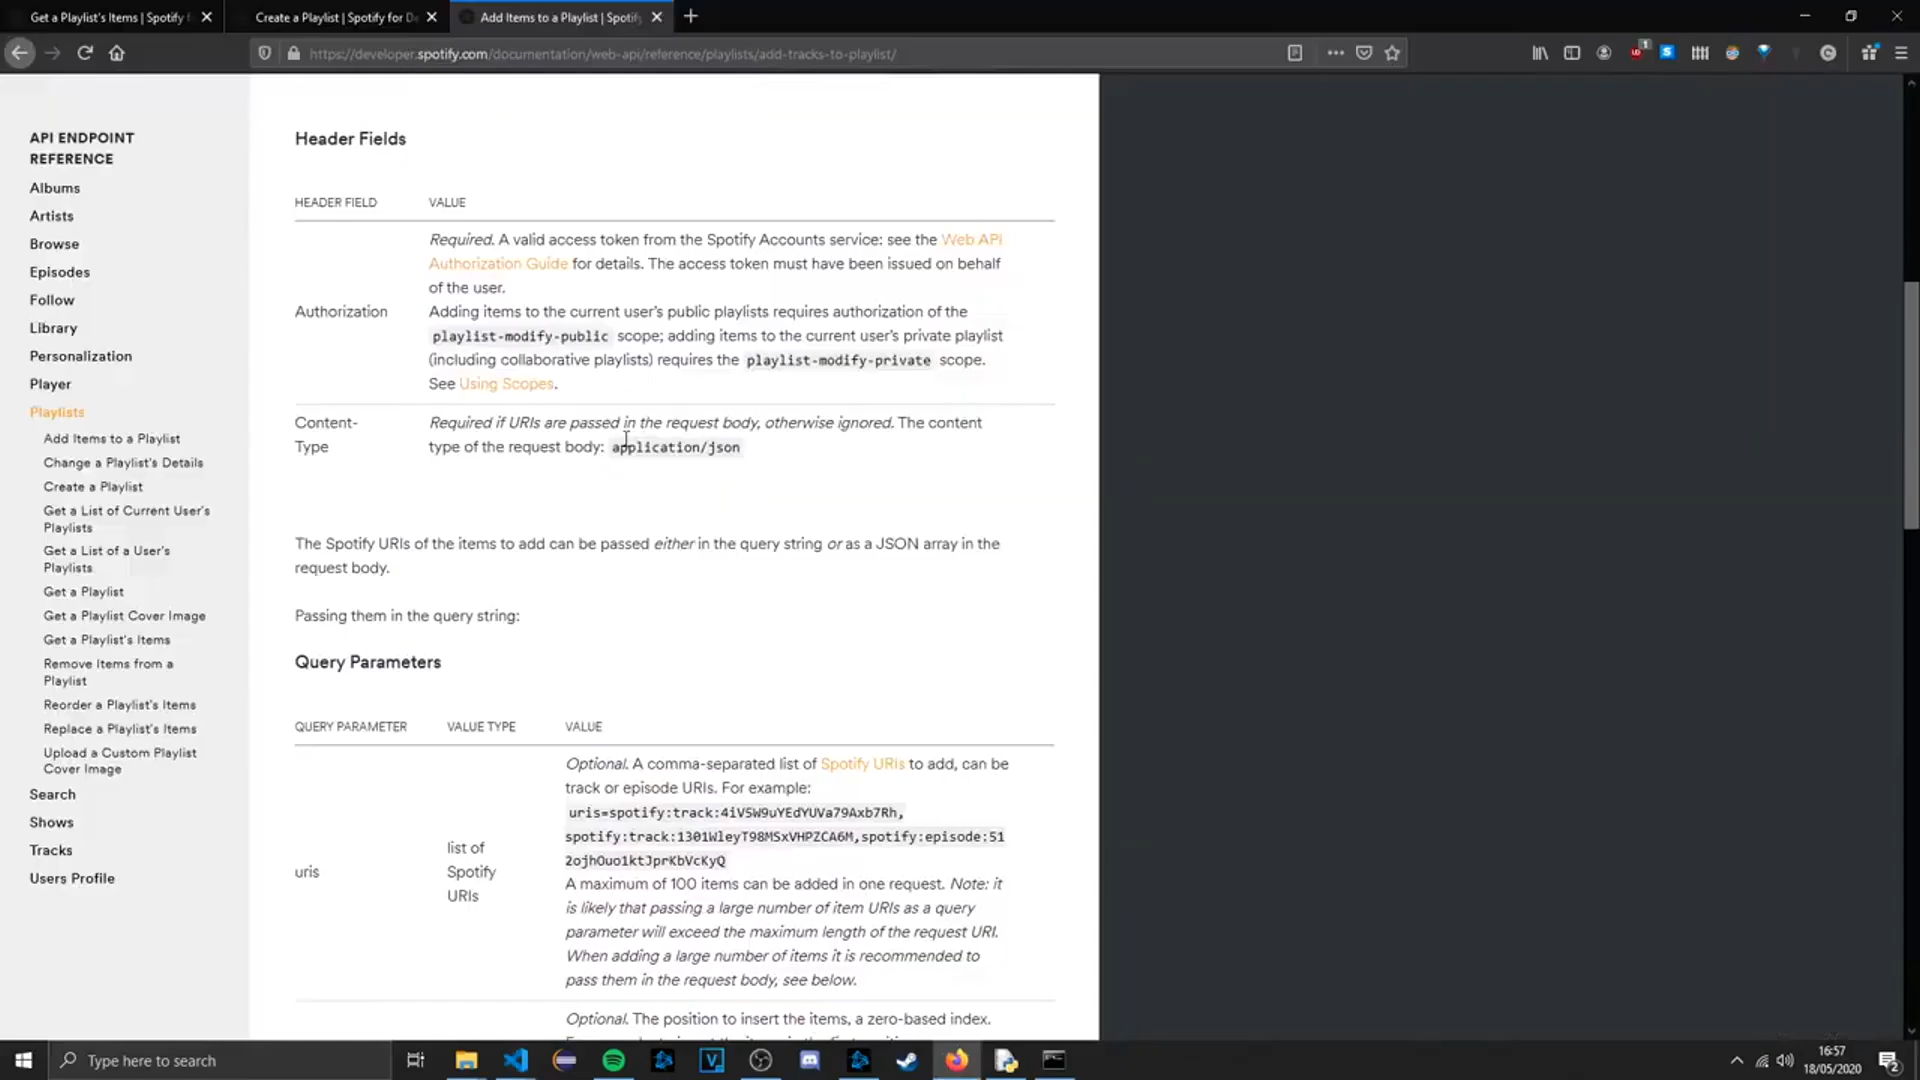 Get a Playlist's Items | Spotify f
Create a Playlist | Spotify for De
Add Items to a Playlist | Spotify
https://developer.spotify.com/documentation/web-api/reference/playlists/add-tracks-to-playlist/
1
API ENDPOINT
REFERENCE
Albums
Artists
Browse
Episodes
Follow
Library
Personalization
Player
Playlists
Add Items to a Playlist
Change a Playlist's Details
Create a Playlist
Get a List of Current User's
Playlists
Get a List of a User's
Playlists
Get a Playlist
Get a Playlist Cover Image
Get a Playlist's Items
Remove Items from a
Playlist
Reorder a Playlist's Items
Replace a Playlist's Items
Upload a Custom Playlist
Cover Image
Search
Shows
Tracks
Users Profile
Header Fields
HEADER FIELD VALUE
Required. A valid access token from the Spotify Accounts service: see the Web API
Authorization Guide for details. The access token must have been issued on behalf
of the user.
Authorization
Adding items to the current user's public playlists requires authorization of the
playlist-modify-public scope; adding items to the current user's private playlist
(including collaborative playlists) requires the playlist-modify-private scope.
See Using Scopes.
Content-
Type
Required if URIs are passed in the request body, otherwise ignored. The content
type of the request body: application/json
The Spotify URIs of the items to add can be passed either in the query string or as a JSON array in the
request body.
Passing them in the query string:
Query Parameters
QUERY PARAMETER VALUE TYPE VALUE
uris
list of
Spotify
URIs
Optional. A comma-separated list of Spotify URIs to add, can be
track or episode URIs. For example:
uris=spotify:track:4iV5W9uYEdYUVa79Axb7Rh,
spotify:track:1301WleyT98MSxVHPZCA6M,spotify:episode:51
2ojhOuo1ktJprKbVcKyQ
A maximum of 100 items can be added in one request. Note: it
is likely that passing a large number of item URIs as a query
parameter will exceed the maximum length of the request URI.
When adding a large number of items it is recommended to
pass them in the request body, see below.
Optional. The position to insert the items, a zero-based index.
Type here to search
16:57
18/05/2020
2